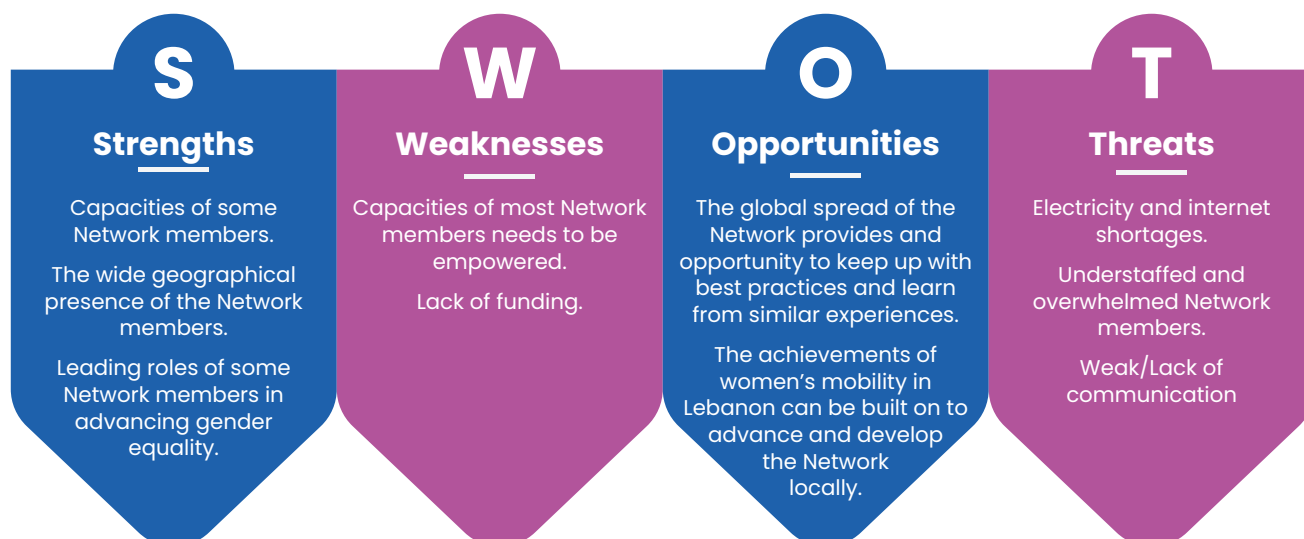 S
Strengths
Capacities of some
Network members.
The wide geographical
presence of the Network
members.
Leading roles of some
Network members in
advancing gender
equality.
W
Weaknesses
Capacities of most Network
members needs to be
empowered.
Lack of funding.
O
Opportunities
The global spread of the
Network provides and
opportunity to keep up with
best practices and learn
from similar experiences.
The achievements of
women’s mobility in
Lebanon can be built on to
advance and develop
the Network
locally.
T
Threats
Electricity and internet
shortages.
Understaffed and
overwhelmed Network
members.
Weak/Lack of
communication